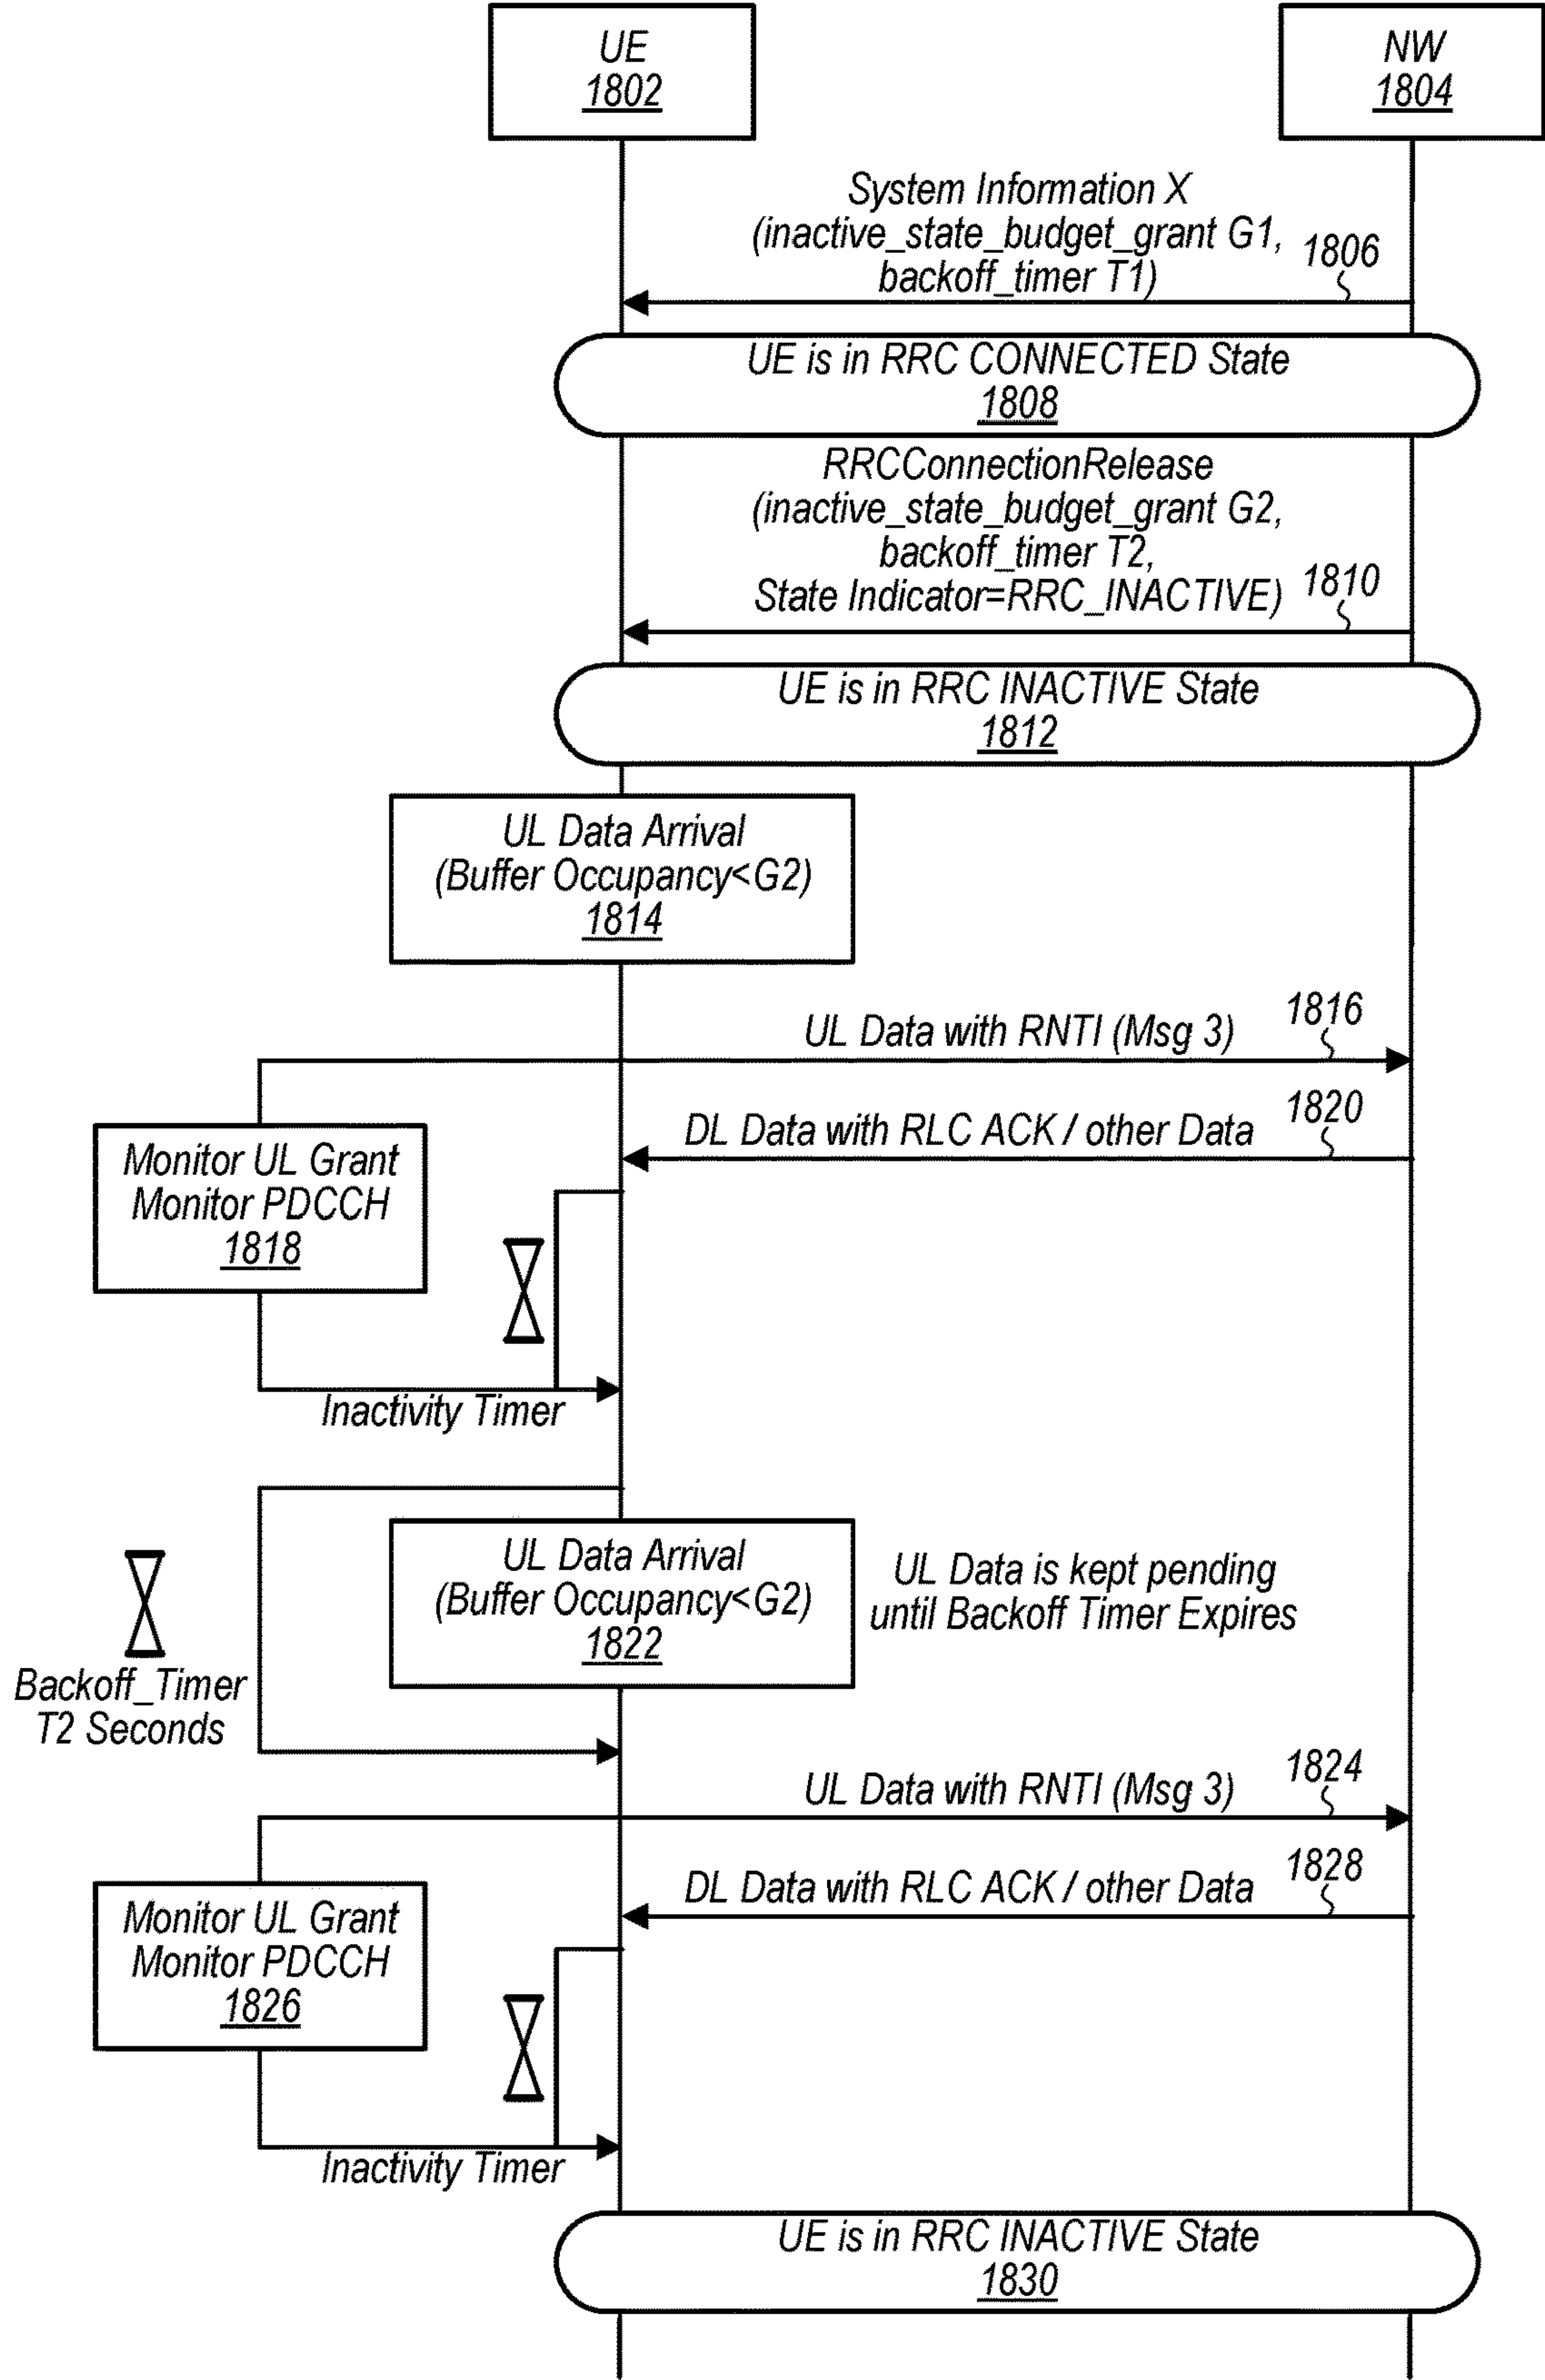 UE
1802
NW
1804
System Information X
(inactive_state_budget_grant G1,
backoff_timer T1)
1806
UE is in RRC CONNECTED State
1808
RRCConnectionRelease
(inactive_state_budget_grant G2,
backoff_timer T2,
State Indicator=RRC_INACTIVE)
1810
UE is in RRC INACTIVE State
1812
UL Data Arrival
(Buffer Occupancy<G2)
1814
UL Data with RNTI (Msg 3)
1816
DL Data with RLC ACK / other Data
1820
Monitor UL Grant
Monitor PDCCH
1818
Inactivity Timer
UL Data Arrival
(Buffer Occupancy<G2)
1822
UL Data is kept pending
until Backoff Timer Expires
Backoff_Timer
T2 Seconds
UL Data with RNTI (Msg 3)
1824
DL Data with RLC ACK / other Data
1828
Monitor UL Grant
Monitor PDCCH
1826
Inactivity Timer
UE is in RRC INACTIVE State
1830